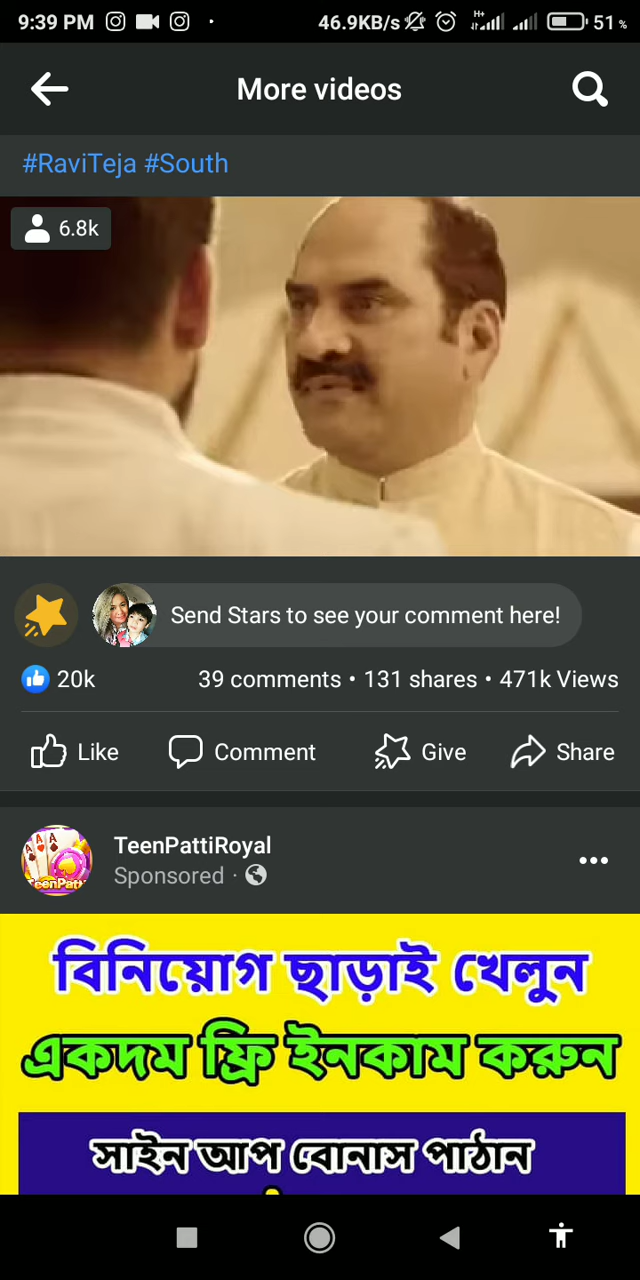 9:39 PM 46.9KB/s H+ 51 %
More videos
#RaviTeja #South
6.8k
Send Stars to see your comment here!
20k 39 comments • 131 shares • 471k Views
Like Comment Give Share
TeenPattiRoyal
Sponsored ·
বিনিয়োগ ছাড়াই খেলুন
একদম ফ্রি ইনকাম করুন
সাইন আপ বোনাস পাঠান